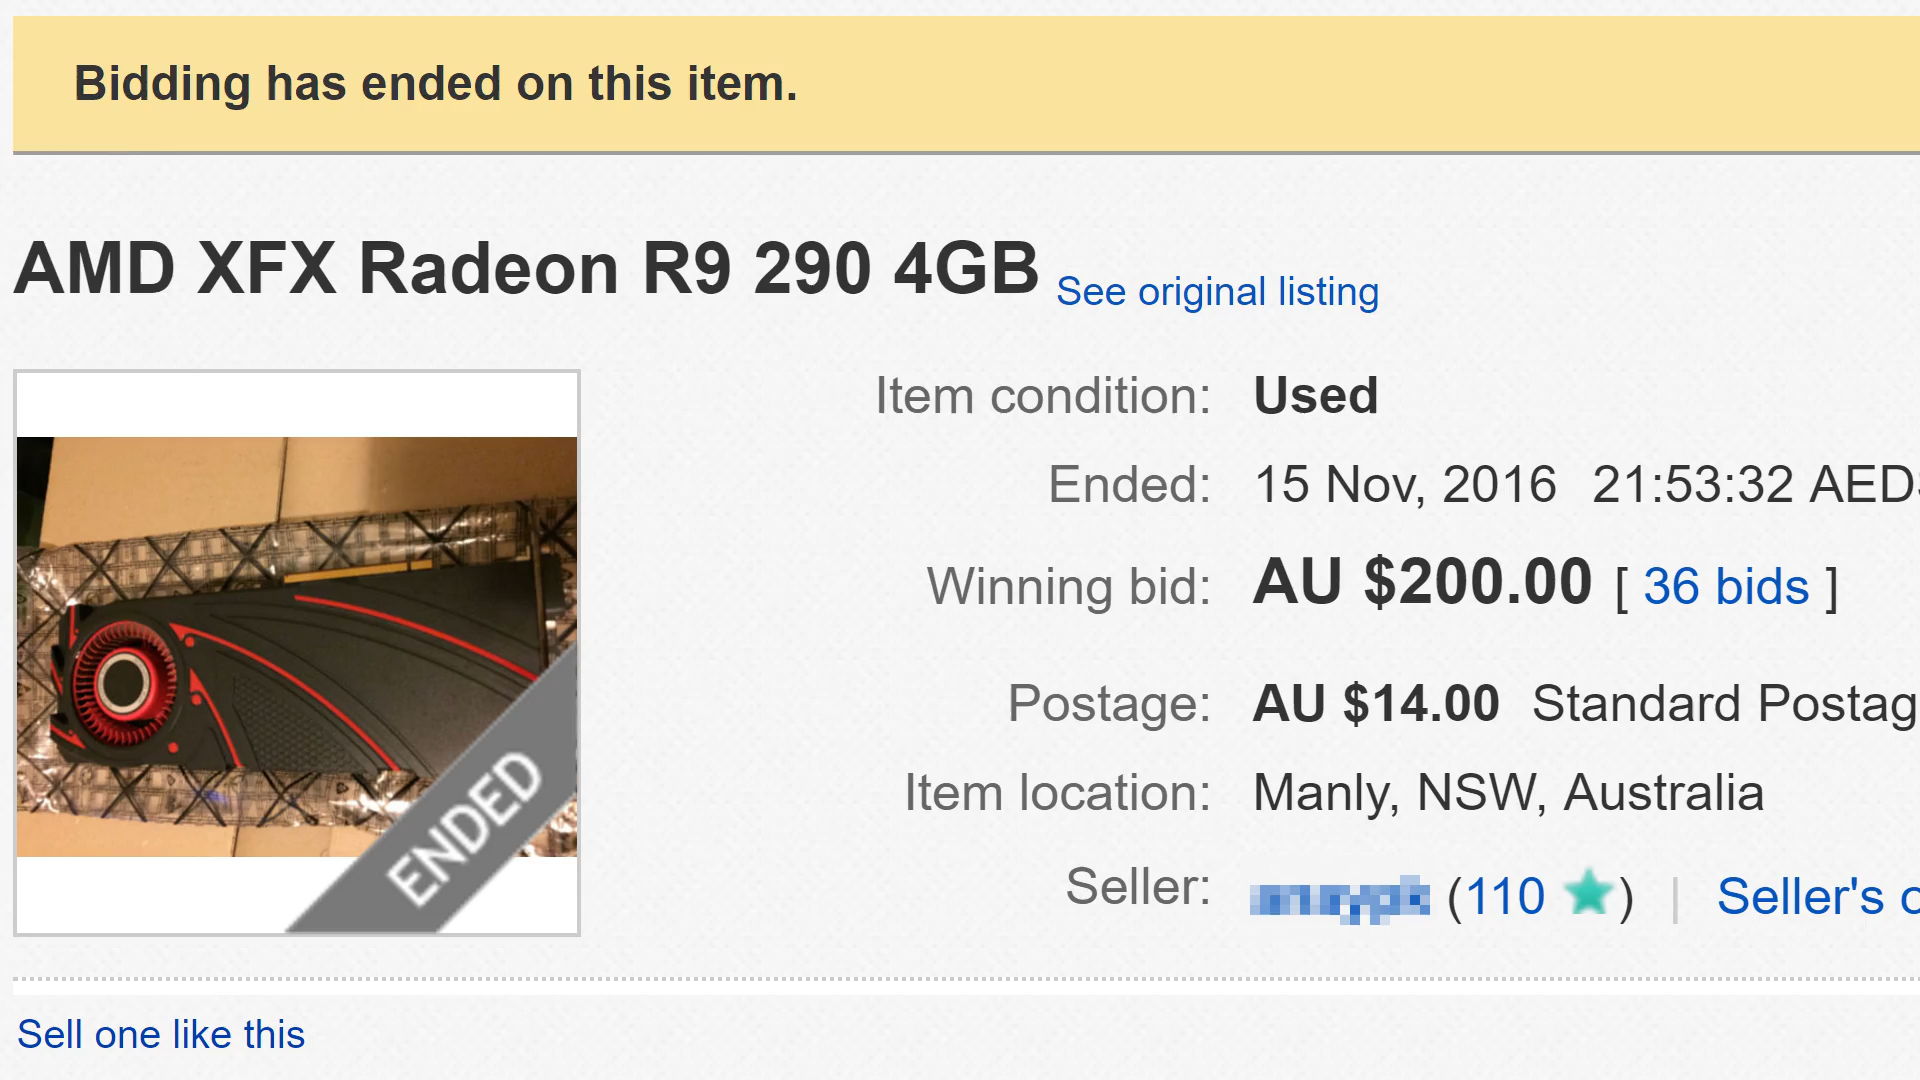 Bidding has ended on this item.
AMD XFX Radeon R9 290 4GB See original listing
Item condition: Used
Ended: 15 Nov, 2016 21:53:32 AED
Winning bid: AU $200.00 [ 36 bids ]
Postage: AU $14.00 Standard Postag
Item location: Manly, NSW, Australia
Seller: (110 ) | Seller's
ENDED
Sell one like this